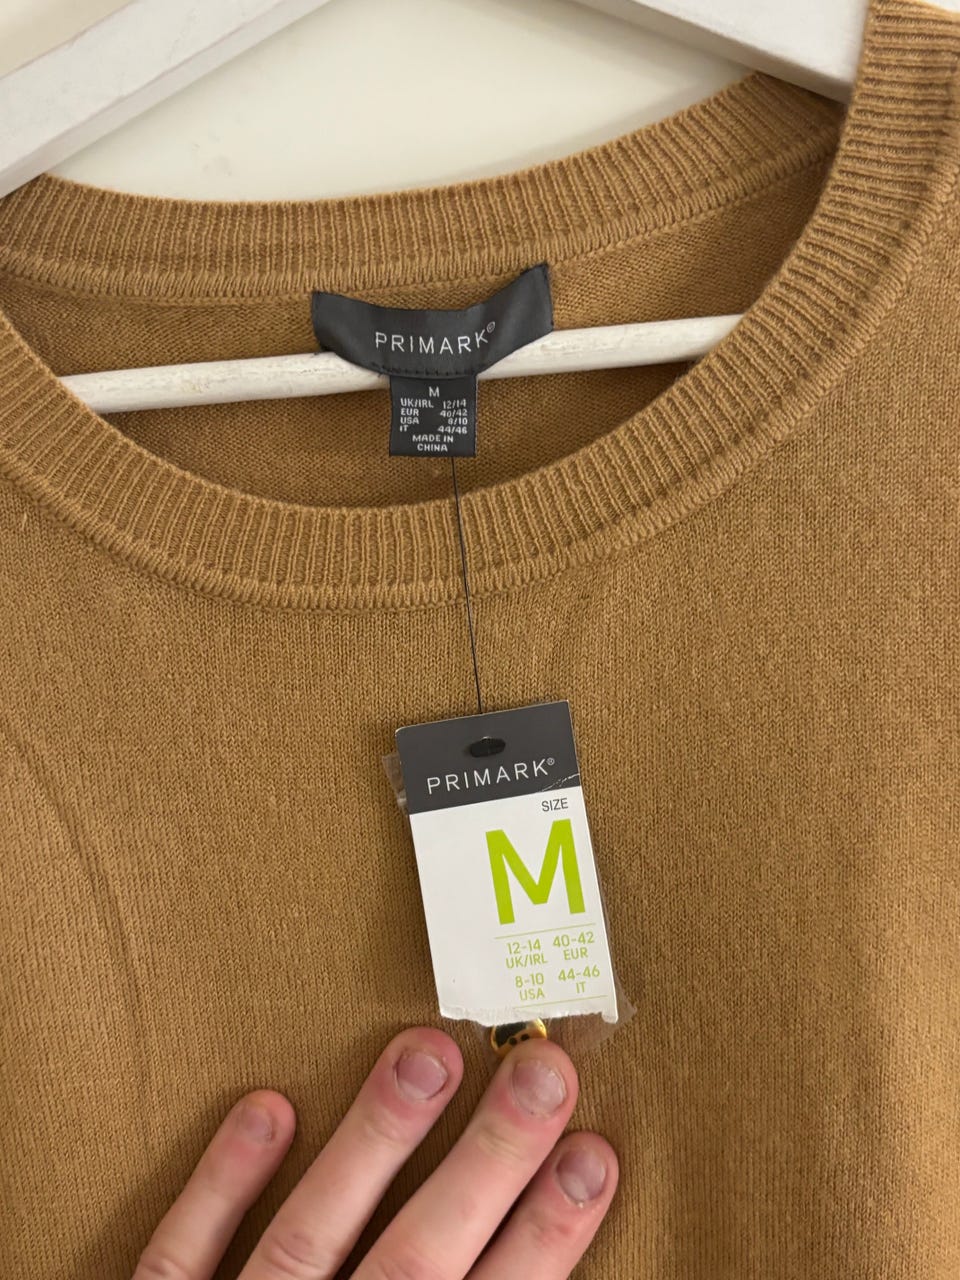 PRIMARK®
M
UK/IRL 12/14
EUR 40/42
USA 8/10
IT 44/46
MADE IN
CHINA
PRIMARK®
SIZE
M
12-14 40-42
UK/IRL EUR
8-10 44-46
USA IT